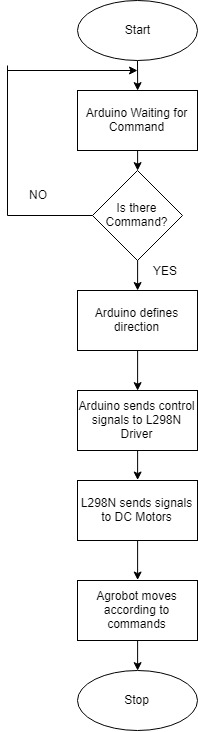 Start
Arduino Waiting for
Command
NO
Is there
Command?
YES
Arduino defines
direction
Arduino sends control
signals to L298N
Driver
L298N sends signals
to DC Motors
Agrobot moves
according to
commands
Stop